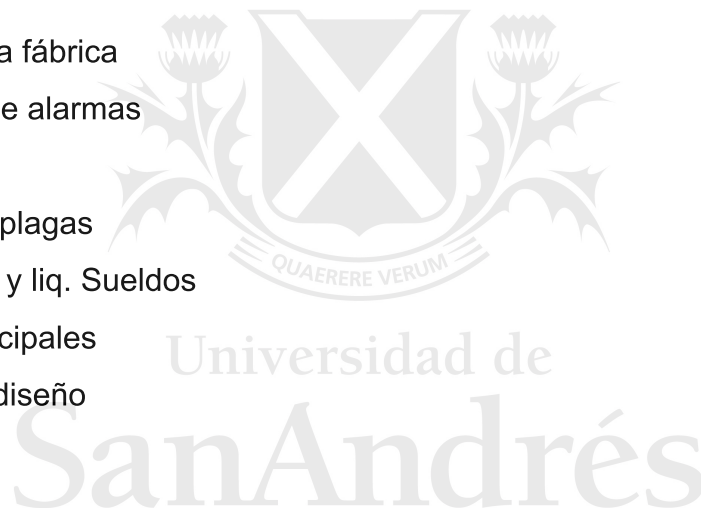 a fábrica
e alarmas
plagas
y liq. Sueldos
cipales
diseño
QUAERERE VERUM
Universidad de
SanAndrés